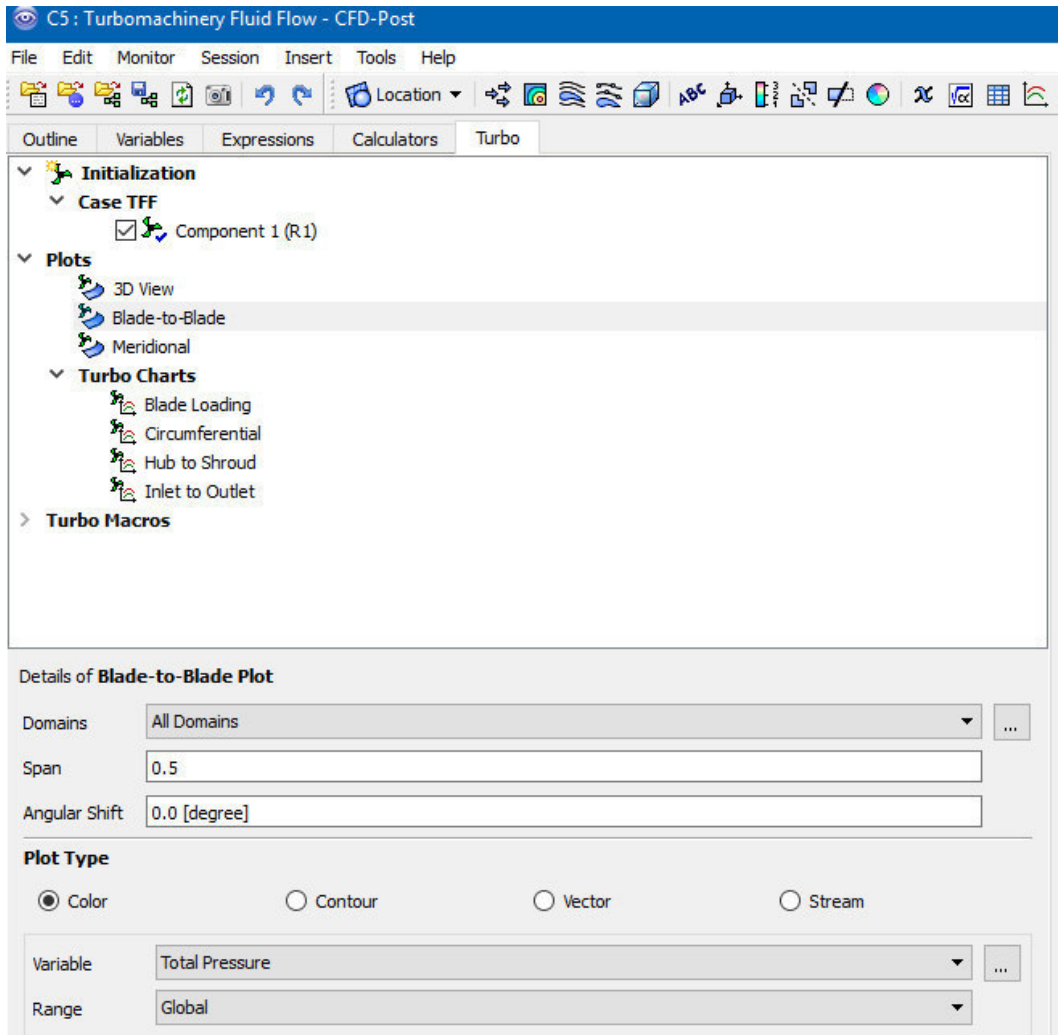 C5 : Turbomachinery Fluid Flow - CFD-Post
File Edit Monitor Session Insert Tools Help
Location ABC
Outline Variables Expressions Calculators Turbo
Initialization
Case TFF
Component 1 (R1)
Plots
3D View
Blade-to-Blade
Meridional
Turbo Charts
Blade Loading
Circumferential
Hub to Shroud
Inlet to Outlet
Turbo Macros
Details of Blade-to-Blade Plot
Domains All Domains ...
Span 0.5
Angular Shift 0.0 [degree]
Plot Type
Color Contour Vector Stream
Variable Total Pressure ...
Range Global